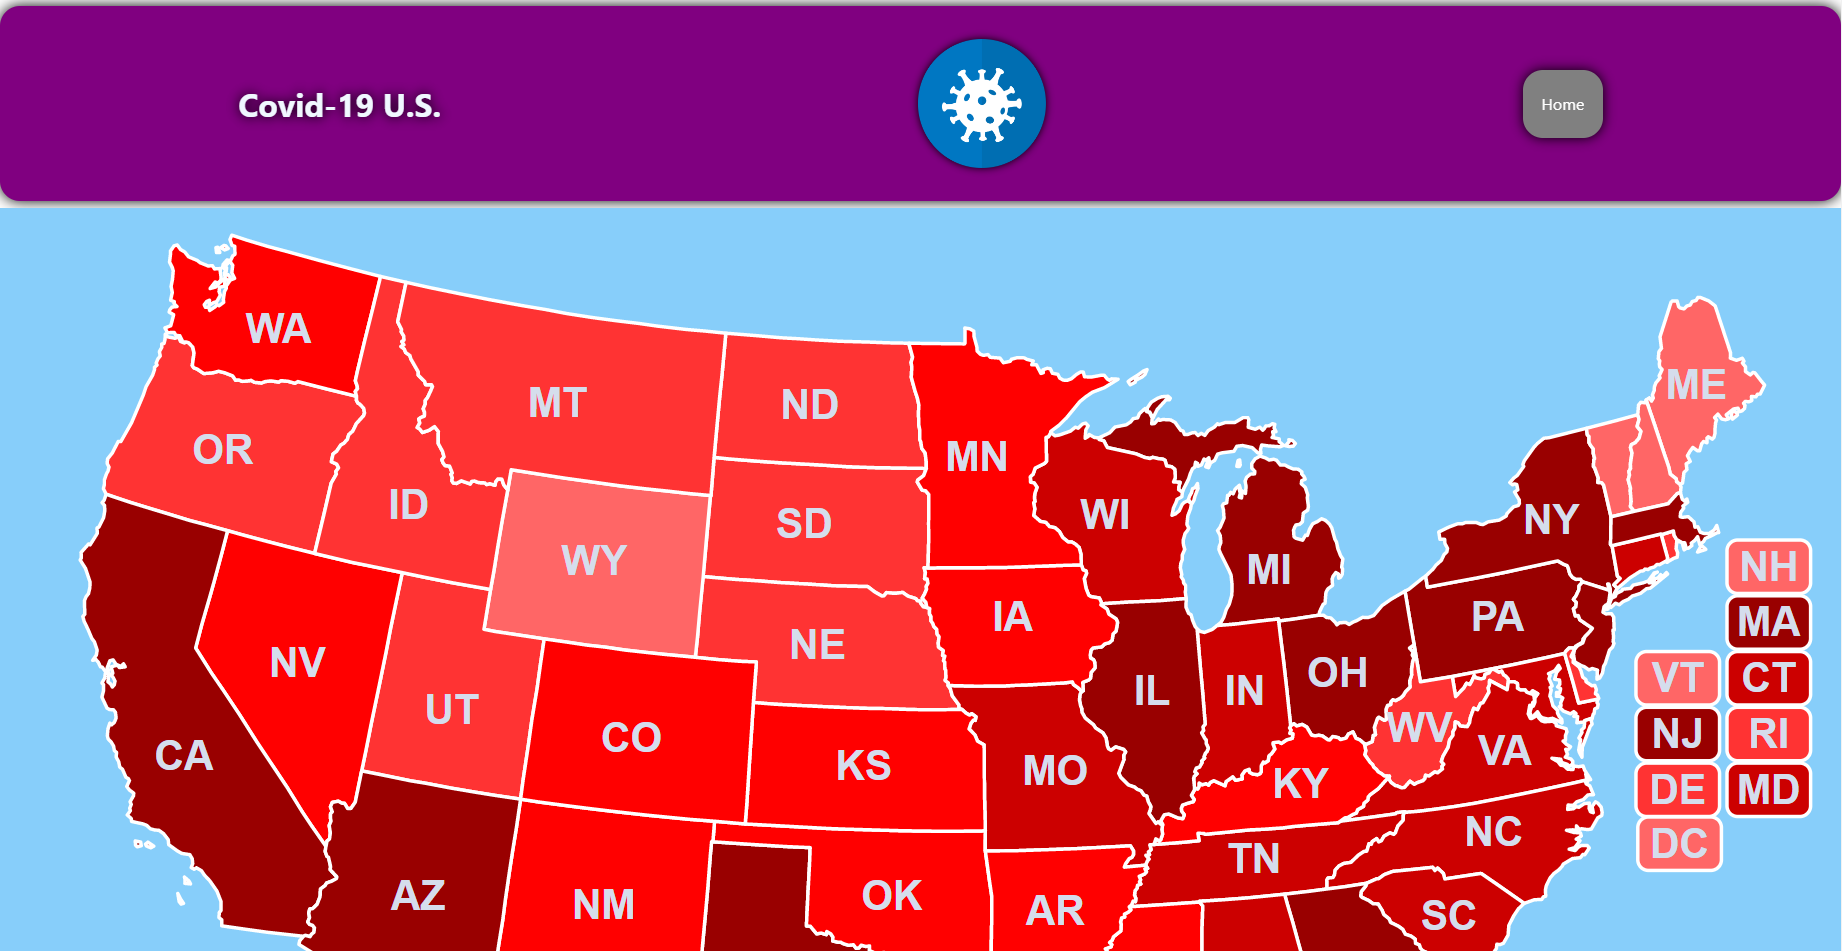 Covid-19 U.S.
Home
WA
MT
ND
ME
OR
MN
ID
SD
WI
NY
WY
MI
NH
IA
PA
MA
NE
NV
OH
VT
CT
UT
IL
IN
CO
WV
NJ
RI
CA
KS
MO
VA
KY
DE
MD
NC
TN
DC
AZ
NM
OK
AR
SC